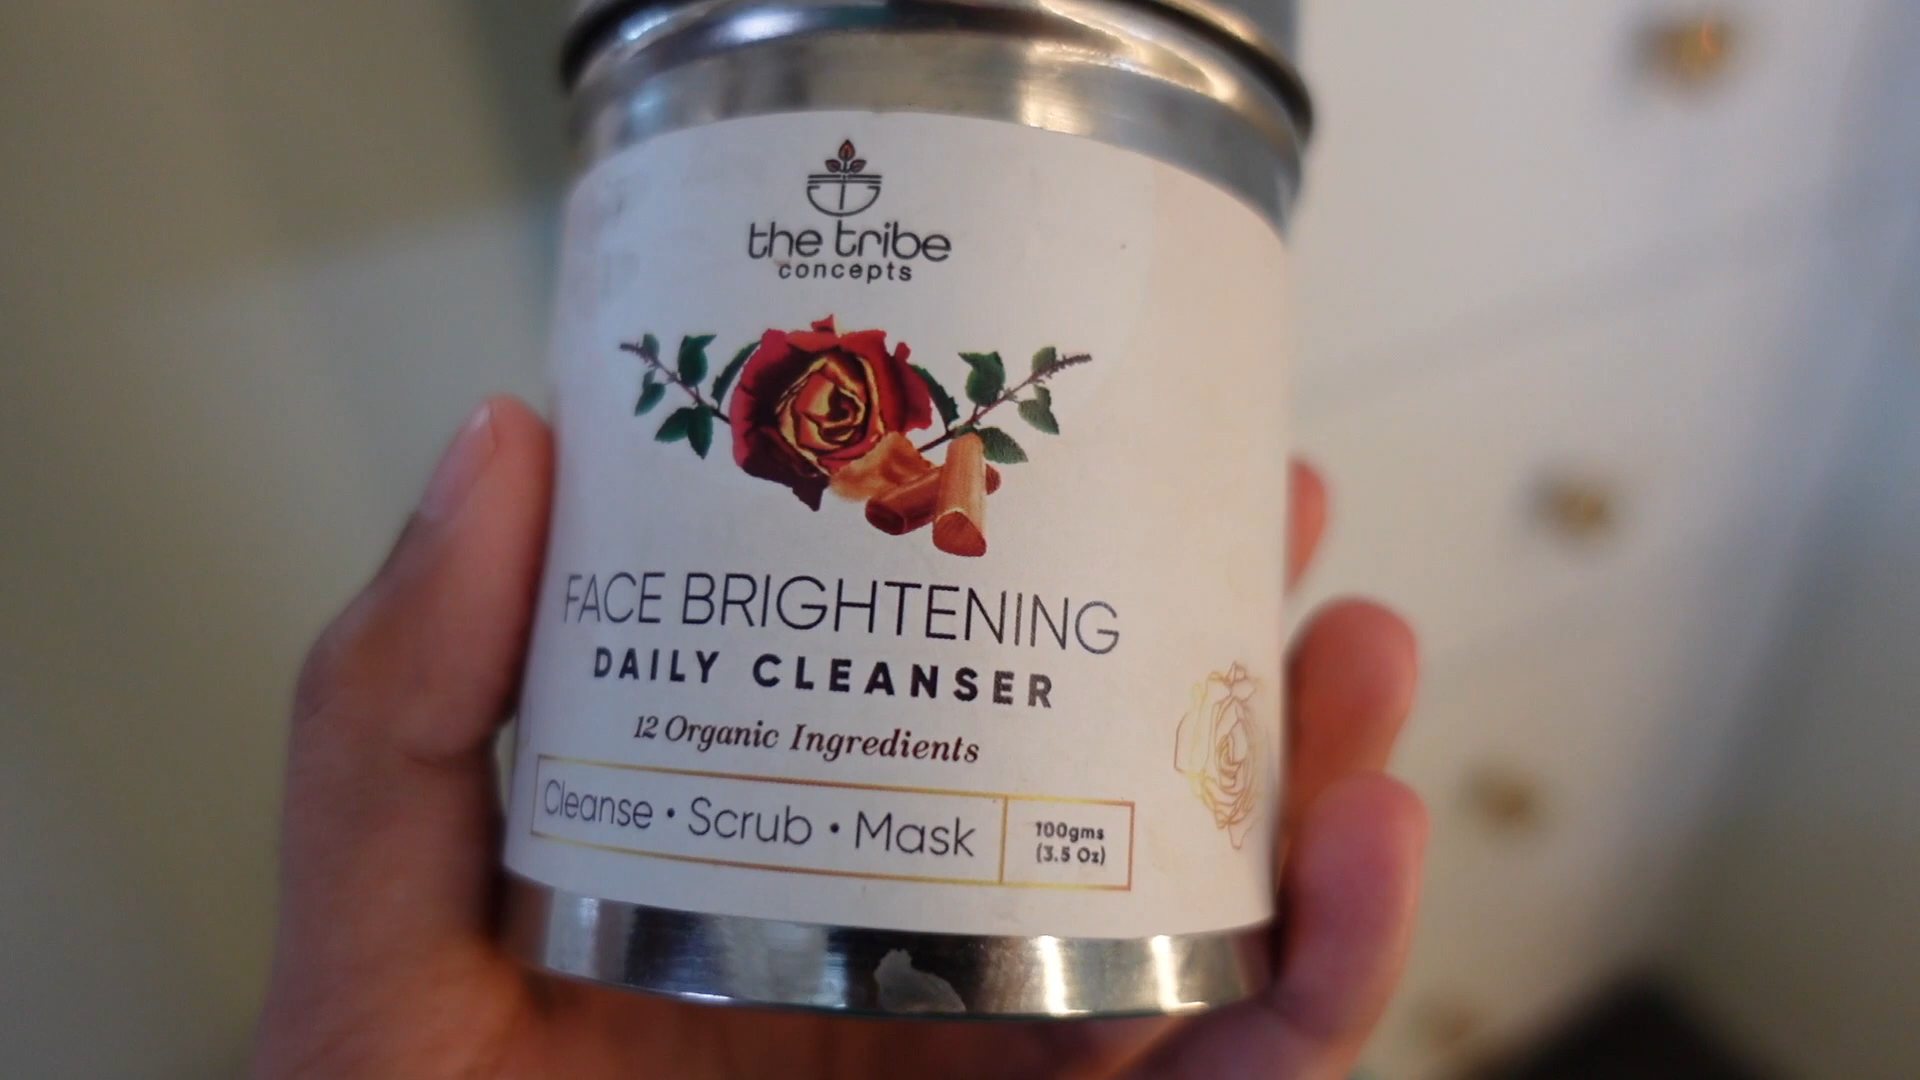 the tribe
concepts
FACE BRIGHTENING
DAILY CLEANSER
12 Organic Ingredients
Cleanse • Scrub • Mask
100gms
(3.5 Oz)